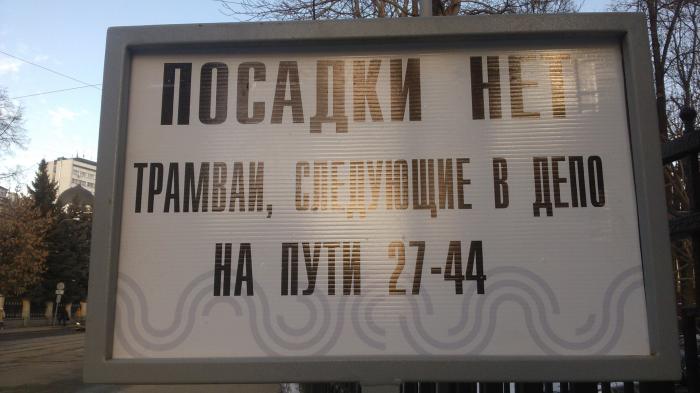 ПОСАДКИ НЕТ
ТРАМВАИ, СЛЕДУЮЩИЕ В ДЕПО
НА ПУТИ 27-44